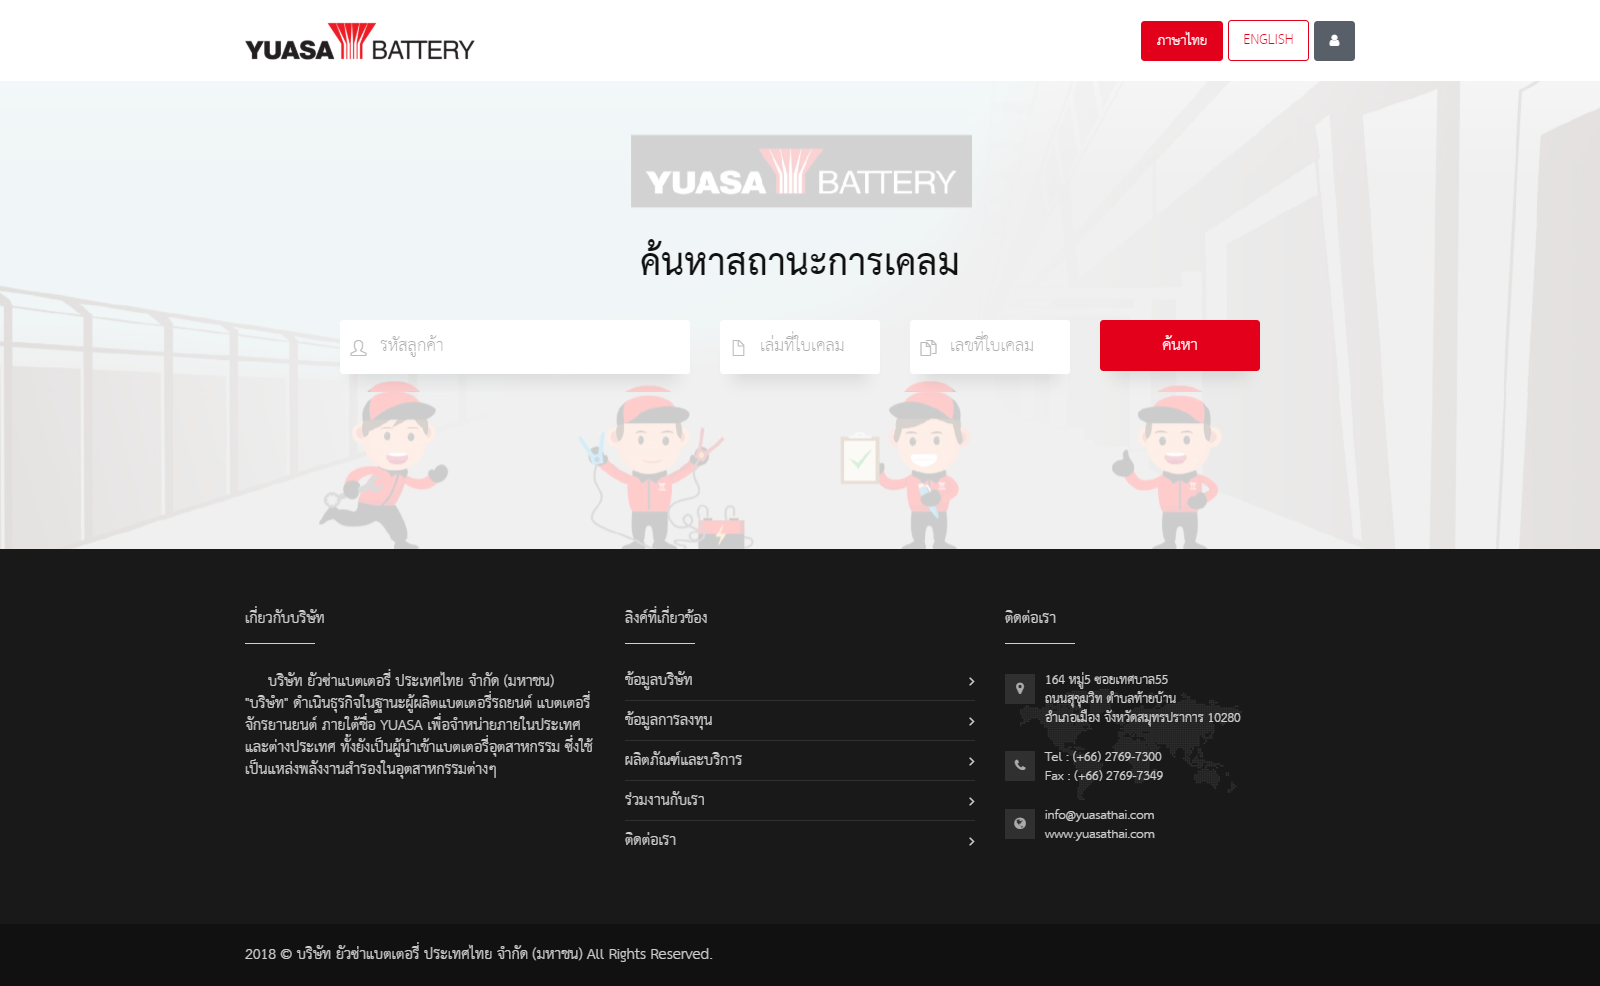 YUASA BATTERY
ภาษาไทย
ENGLISH
YUASA BATTERY
ค้นหาสถานะการเคลม
รหัสลูกค้า
เล่มที่ใบเคลม
เลขที่ใบเคลม
ค้นหา
เกี่ยวกับบริษัท
บริษัท ยัวซ่าแบตเตอรี่ ประเทศไทย จำกัด (มหาชน)
"บริษัท" ดำเนินธุรกิจในฐานะผู้ผลิตแบตเตอรี่รถยนต์ แบตเตอรี่
จักรยานยนต์ ภายใต้ชื่อ YUASA เพื่อจำหน่ายภายในประเทศ
และต่างประเทศ ทั้งยังเป็นผู้นำเข้าแบตเตอรี่อุตสาหกรรม ซึ่งใช้
เป็นแหล่งพลังงานสำรองในอุตสาหกรรมต่างๆ
ลิงค์ที่เกี่ยวข้อง
ข้อมูลบริษัท
ข้อมูลการลงทุน
ผลิตภัณฑ์และบริการ
ร่วมงานกับเรา
ติดต่อเรา
ติดต่อเรา
164 หมู่5 ซอยเทศบาล55
ถนนสุขุมวิท ตำบลท้ายบ้าน
อำเภอเมือง จังหวัดสมุทรปราการ 10280
Tel : (+66) 2769-7300
Fax : (+66) 2769-7349
info@yuasathai.com
www.yuasathai.com
2018 © บริษัท ยัวซ่าแบตเตอรี่ ประเทศไทย จำกัด (มหาชน) All Rights Reserved.